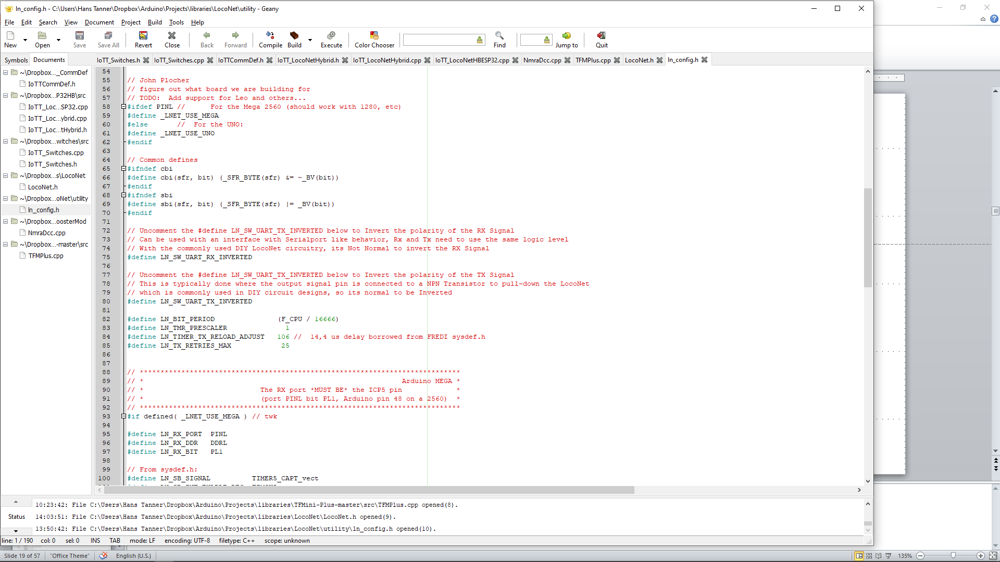 ln_config.h - C:\Users\Hans Tanner\Dropbox\Arduino\Projects\libraries\LocoNet\utility - Geany
File Edit Search View Document Project Build Tools Help
New Open Save Save All Revert Close Back Forward Compile Build Execute Color Chooser Find Jump to Quit
Symbols Documents
IoTT_Switches.h IoTT_Switches.cpp IoTTCommDef.h IoTT_LocoNetHybrid.h IoTT_LocoNetHybrid.cpp IoTT_LocoNetHBESP32.cpp NmraDcc.cpp TFMPlus.cpp LocoNet.h ln_config.h
~\Dropbox..._CommDef
IoTTCommDef.h
~\Dropbox...P32HB\src
IoTT_Loc...SP32.cpp
IoTT_Loc...ybrid.cpp
IoTT_Loc...tHybrid.h
~\Dropbox...witches\src
IoTT_Switches.cpp
IoTT_Switches.h
~\Dropbox...s\LocoNet
LocoNet.h
~\Dropbox...oNet\utility
ln_config.h
~\Dropbox...oosterMod
NmraDcc.cpp
~\Dropbox...-master\src
TFMPlus.cpp
54
55 // John Plocher
56 // figure out what board we are building for
57 // TODO:  Add support for Leo and others...
58 #ifdef PINL //      For the Mega 2560 (should work with 1280, etc)
59 #define _LNET_USE_MEGA
60 #else       //  For the UNO:
61 #define _LNET_USE_UNO
62 #endif
63
64 // Common defines
65 #ifndef cbi
66 #define cbi(sfr, bit) (_SFR_BYTE(sfr) &= ~_BV(bit))
67 #endif
68 #ifndef sbi
69 #define sbi(sfr, bit) (_SFR_BYTE(sfr) |= _BV(bit))
70 #endif
71
72 // Uncomment the #define LN_SW_UART_TX_INVERTED below to Invert the polarity of the RX Signal
73 // Can be used with an interface with Serialport like behavior, Rx and Tx need to use the same logic level
74 // With the commonly used DIY LocoNet circuitry, its Not Normal to invert the RX Signal
75 #define LN_SW_UART_RX_INVERTED
76
77 // Uncomment the #define LN_SW_UART_TX_INVERTED below to Invert the polarity of the TX Signal
78 // This is typically done where the output signal pin is connected to a NPN Transistor to pull-down the LocoNet
79 // which is commonly used in DIY circuit designs, so its normal to be Inverted
80 #define LN_SW_UART_TX_INVERTED
81
82 #define LN_BIT_PERIOD               (F_CPU / 16666)
83 #define LN_TMR_PRESCALER              1
84 #define LN_TIMER_TX_RELOAD_ADJUST   106 //  14,4 us delay borrowed from FREDI sysdef.h
85 #define LN_TX_RETRIES_MAX            25
86
87
88 // *****************************************************************************
89 // *                                                              Arduino MEGA *
90 // *                            The RX port *MUST BE* the ICP5 pin             *
91 // *                            (port PINL bit PL1, Arduino pin 48 on a 2560)  *
92 // *****************************************************************************
93 #if defined( _LNET_USE_MEGA ) // twk
94
95 #define LN_RX_PORT  PINL
96 #define LN_RX_DDR   DDRL
97 #define LN_RX_BIT   PL1
98
99 // From sysdef.h:
100 #define LN_SB_SIGNAL          TIMER5_CAPT_vect
Status
10:23:42: File C:\Users\Hans Tanner\Dropbox\Arduino\Projects\libraries\TFMini-Plus-master\src\TFMPlus.cpp opened(8).
14:03:51: File C:\Users\Hans Tanner\Dropbox\Arduino\Projects\libraries\LocoNet\LocoNet.h opened(9).
13:50:42: File C:\Users\Hans Tanner\Dropbox\Arduino\Projects\libraries\LocoNet\utility\ln_config.h opened(10).
line: 1 / 190 col: 0 sel: 0 INS TAB mode: LF encoding: UTF-8 filetype: C++ scope: unknown
Slide 19 of 57 "Office Theme" English (U.S.) 135%